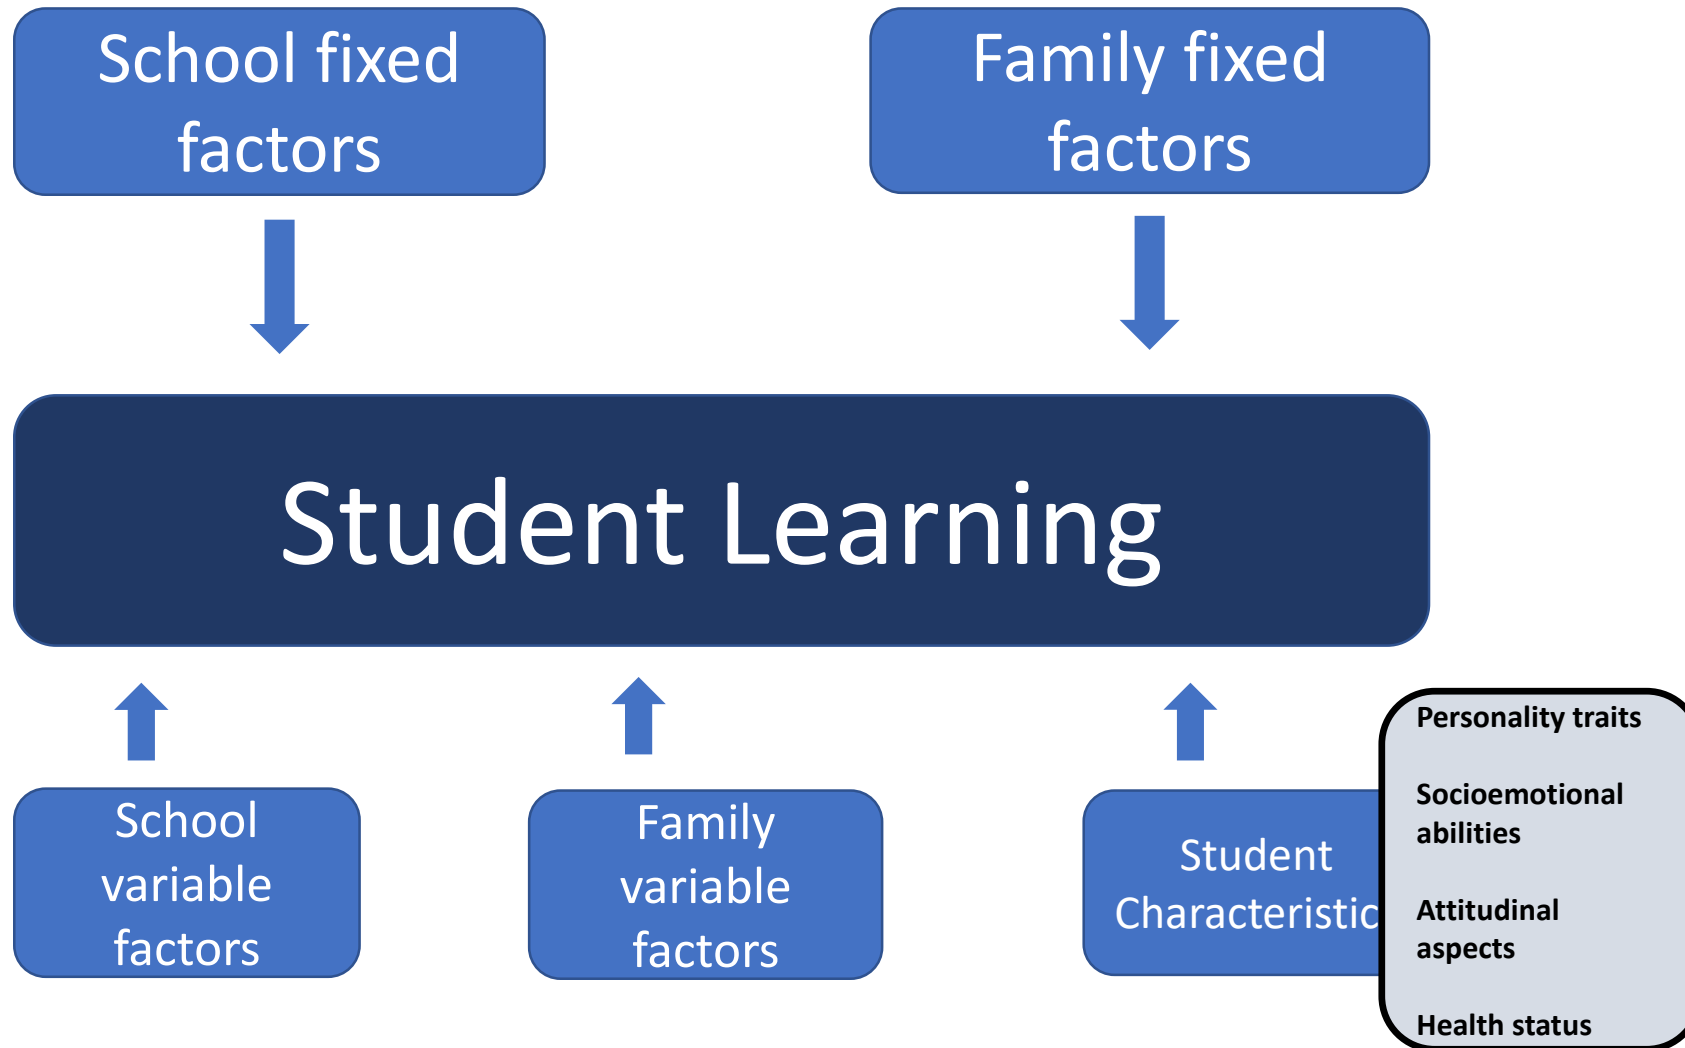 School fixed
factors
Family fixed
factors
Student Learning
School
variable
factors
Family
variable
factors
Student
Characteristic
Personality traits
Socioemotional
abilities
Attitudinal
aspects
Health status